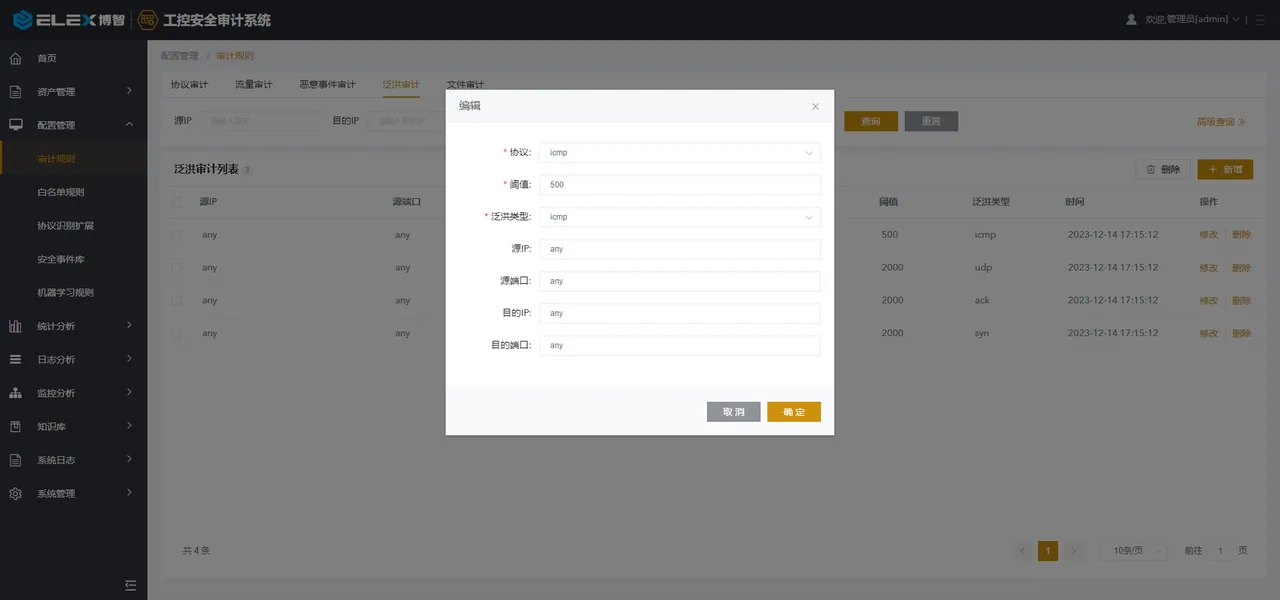 ELEX博智 工控安全审计系统
欢迎,管理员[admin]
首页
资产管理
配置管理
审计规则
白名单规则
协议识别扩展
安全事件库
机器学习规则
统计分析
日志分析
监控分析
知识库
系统日志
系统管理
配置管理 / 审计规则
协议审计 流量审计 恶意事件审计 泛洪审计 文件审计
源IP 请输入源IP 目的IP 请输入目的IP 查询 重置 高级查询
泛洪审计列表 ? 删除 新增
源IP 源端口 阈值 泛洪类型 时间 操作
any any 500 icmp 2023-12-14 17:15:12 修改 删除
any any 2000 udp 2023-12-14 17:15:12 修改 删除
any any 2000 ack 2023-12-14 17:15:12 修改 删除
any any 2000 syn 2023-12-14 17:15:12 修改 删除
共 4 条 1 10条/页 前往 1 页
编辑
* 协议: icmp
* 阈值: 500
* 泛洪类型: icmp
源IP: any
源端口: any
目的IP: any
目的端口: any
取消 确定